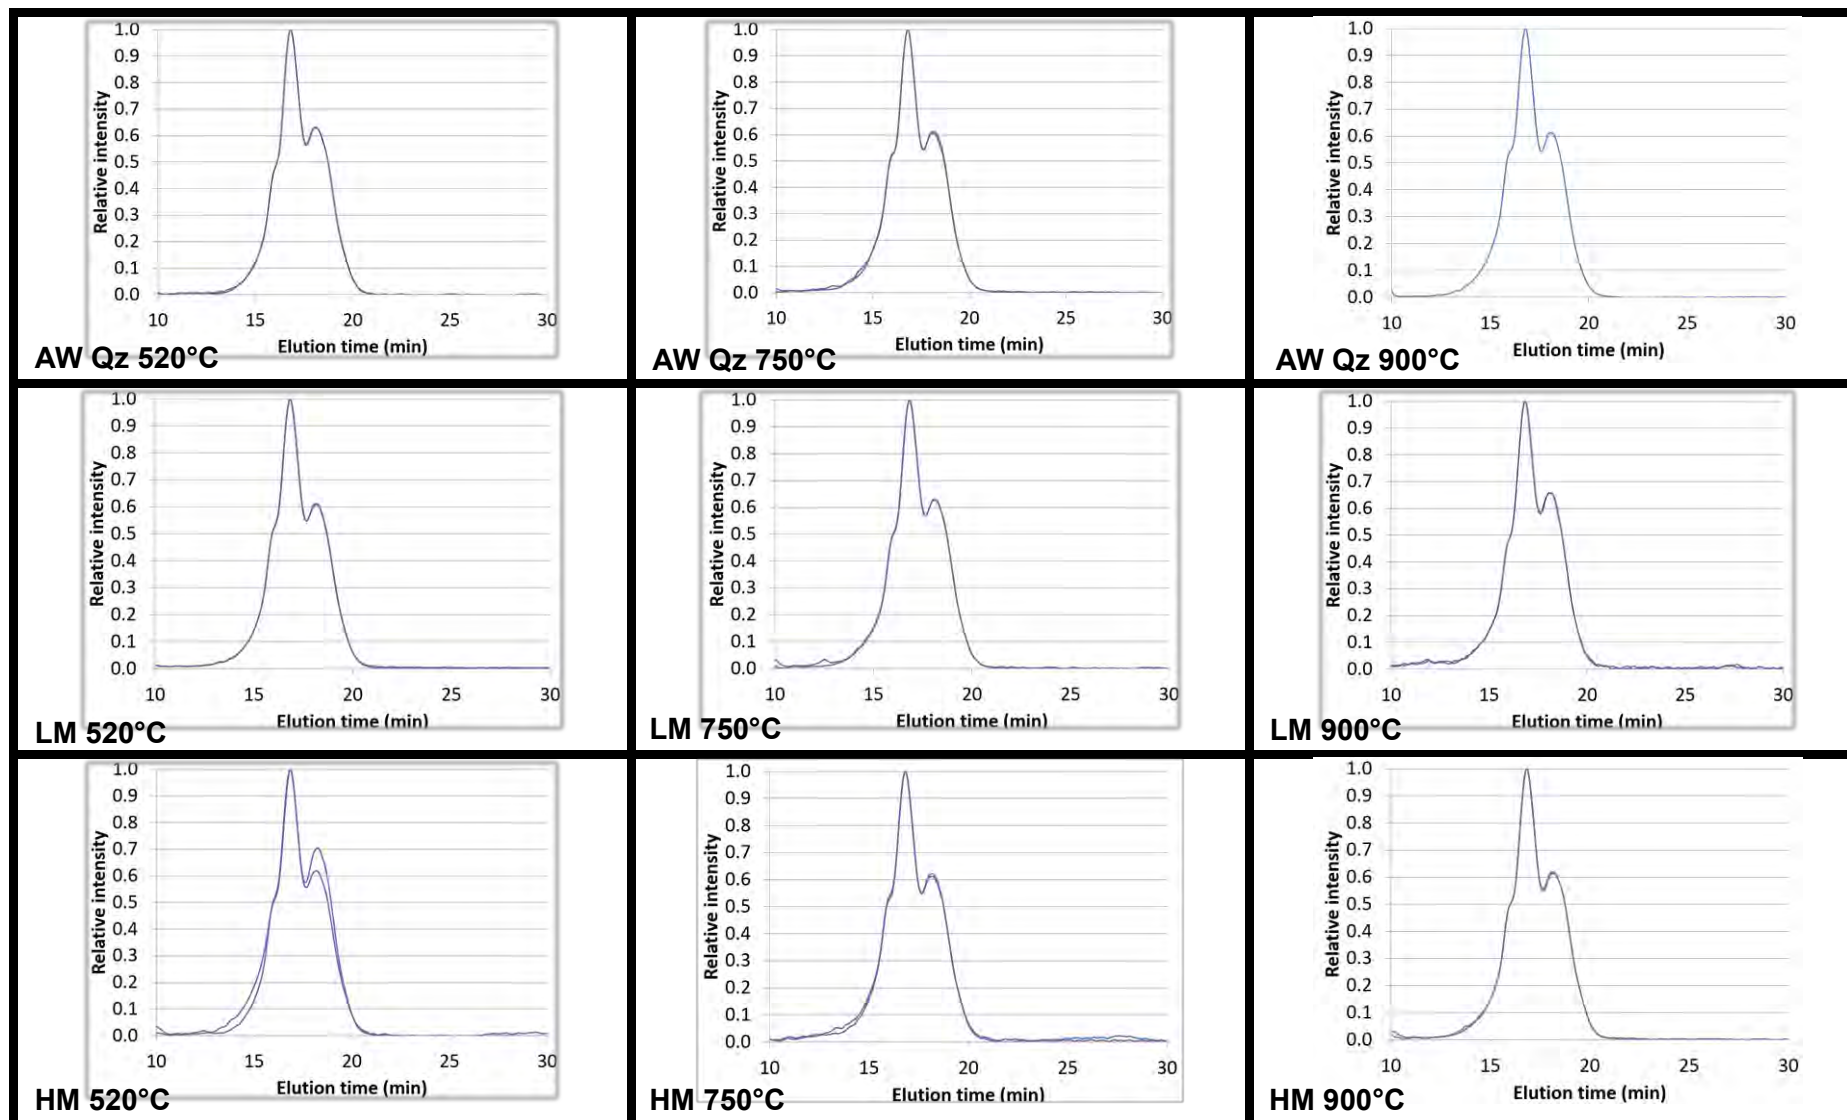 1.0
0.9
0.8
0.7
0.6
0.5
0.4
0.3
0.2
0.1
0.0
Relative intensity
10 15 20 25 30
Elution time (min)
AW Qz 520°C
1.0
0.9
0.8
0.7
0.6
0.5
0.4
0.3
0.2
0.1
0.0
Relative intensity
10 15 20 25 30
Elution time (min)
AW Qz 750°C
1.0
0.9
0.8
0.7
0.6
0.5
0.4
0.3
0.2
0.1
0.0
Relative intensity
10 15 20 25 30
Elution time (min)
AW Qz 900°C
1.0
0.9
0.8
0.7
0.6
0.5
0.4
0.3
0.2
0.1
0.0
Relative intensity
10 15 20 25 30
Elution time (min)
LM 520°C
1.0
0.9
0.8
0.7
0.6
0.5
0.4
0.3
0.2
0.1
0.0
Relative intensity
10 15 20 25 30
Elution time (min)
LM 750°C
1.0
0.9
0.8
0.7
0.6
0.5
0.4
0.3
0.2
0.1
0.0
Relative intensity
10 15 20 25 30
Elution time (min)
LM 900°C
1.0
0.9
0.8
0.7
0.6
0.5
0.4
0.3
0.2
0.1
0.0
Relative intensity
10 15 20 25 30
Elution time (min)
HM 520°C
1.0
0.9
0.8
0.7
0.6
0.5
0.4
0.3
0.2
0.1
0.0
Relative intensity
10 15 20 25 30
Elution time (min)
HM 750°C
1.0
0.9
0.8
0.7
0.6
0.5
0.4
0.3
0.2
0.1
0.0
Relative intensity
10 15 20 25 30
Elution time (min)
HM 900°C